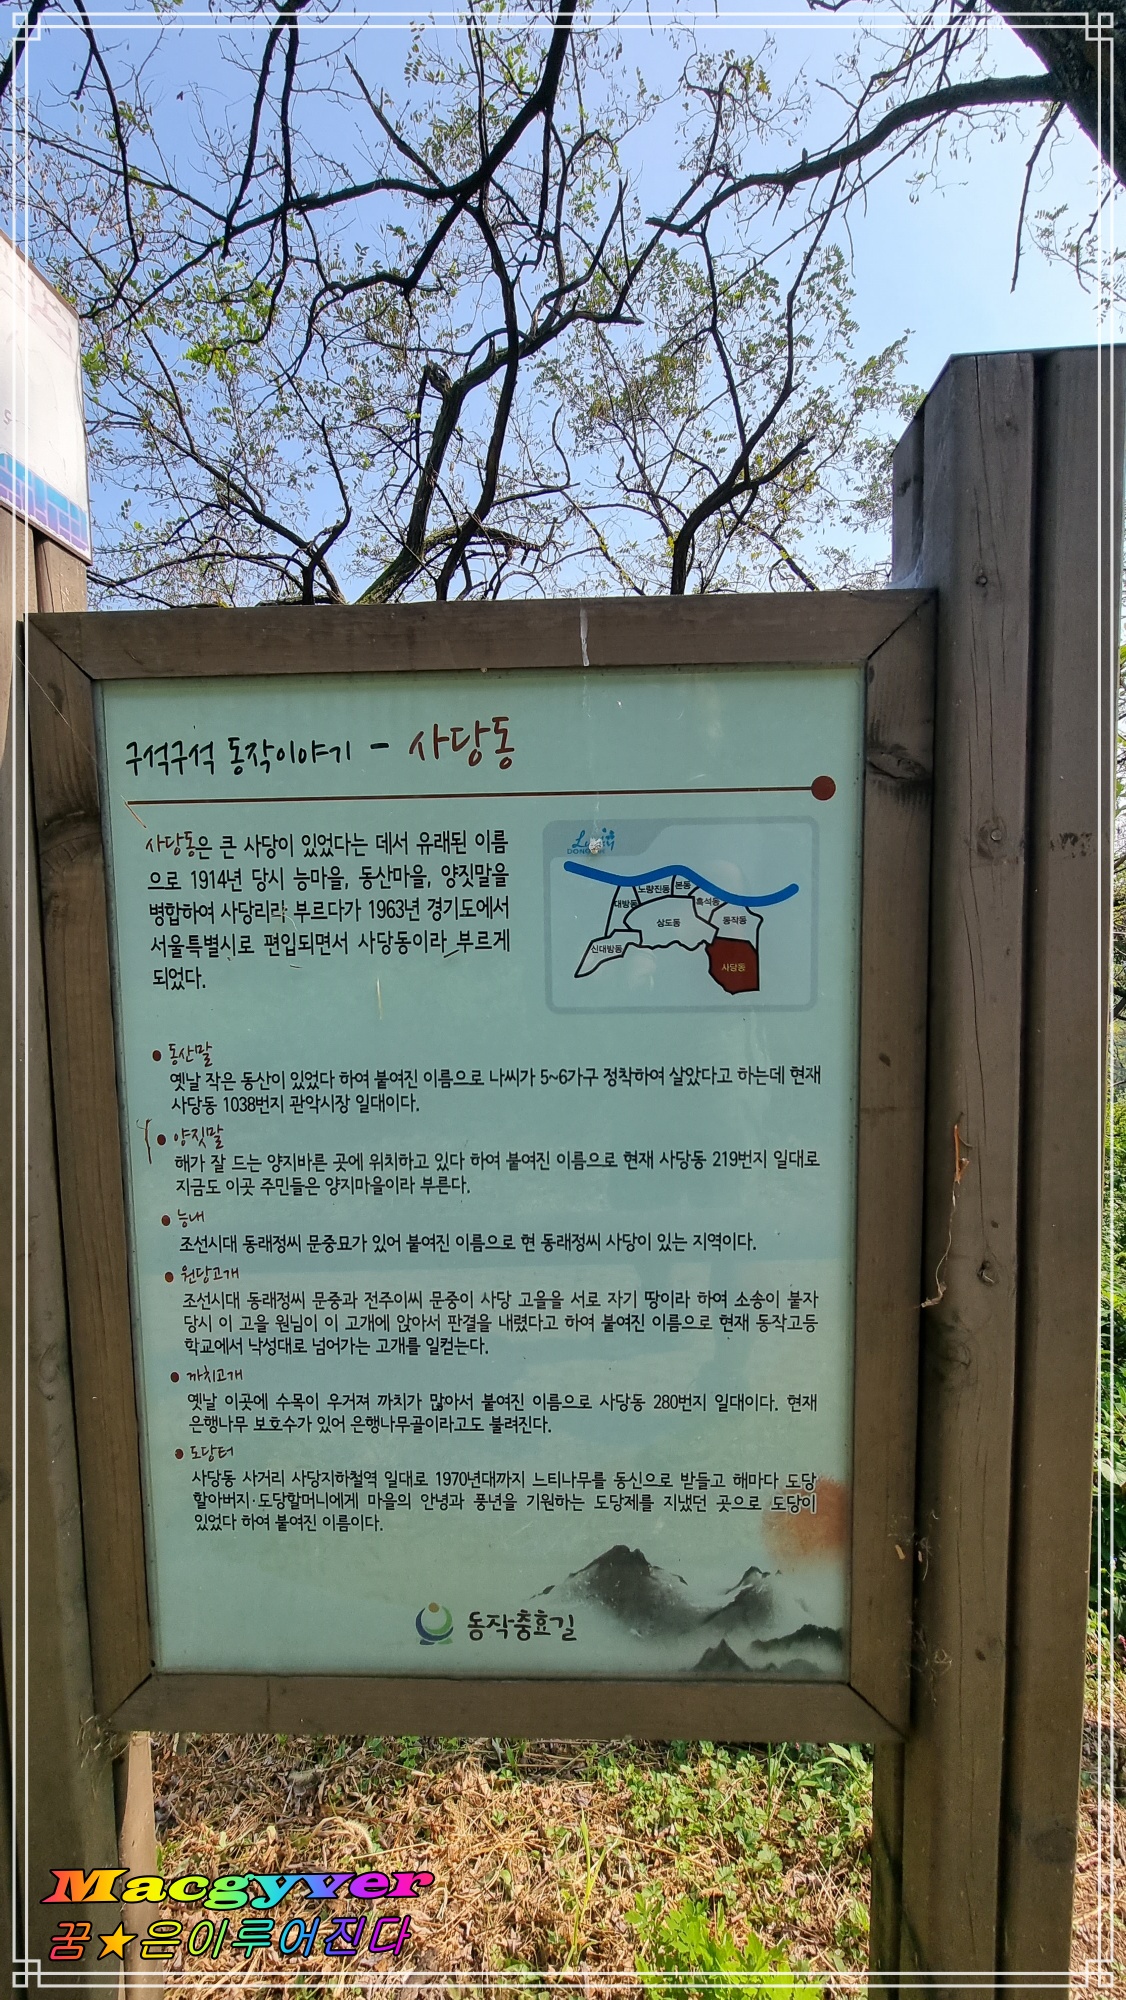 구석구석 동작이야기 - 사당동
사당동은 큰 사당이 있었다는 데서 유래된 이름
으로 1914년 당시 능마을, 동산마을, 양짓말을
병합하여 사당리라 부르다가 1963년 경기도에서
서울특별시로 편입되면서 사당동이라 부르게
되었다.
노량진동
본동
대방동
흑석동
상도동
동작동
신대방동
사당동
● 동산말
옛날 작은 동산이 있었다 하여 붙여진 이름으로 나씨가 5~6가구 정착하여 살았다고 하는데 현재
사당동 1038번지 관악시장 일대이다.
● 양짓말
해가 잘 드는 양지바른 곳에 위치하고 있다 하여 붙여진 이름으로 현재 사당동 219번지 일대로
지금도 이곳 주민들은 양지마을이라 부른다.
● 능내
조선시대 동래정씨 문중묘가 있어 붙여진 이름으로 현 동래정씨 사당이 있는 지역이다.
● 원당고개
조선시대 동래정씨 문중과 전주이씨 문중이 사당 고을을 서로 자기 땅이라 하여 소송이 붙자
당시 이 고을 원님이 이 고개에 앉아서 판결을 내렸다고 하여 붙여진 이름으로 현재 동작고등
학교에서 낙성대로 넘어가는 고개를 일컫는다.
● 까치고개
옛날 이곳에 수목이 우거져 까치가 많아서 붙여진 이름으로 사당동 280번지 일대이다. 현재
은행나무 보호수가 있어 은행나무골이라고도 불려진다.
● 도당터
사당동 사거리 사당지하철역 일대로 1970년대까지 느티나무를 동신으로 받들고 해마다 도당
할아버지·도당할머니에게 마을의 안녕과 풍년을 기원하는 도당제를 지냈던 곳으로 도당이
있었다 하여 붙여진 이름이다.
동작충효길
Macgyver
꿈★은이루어진다